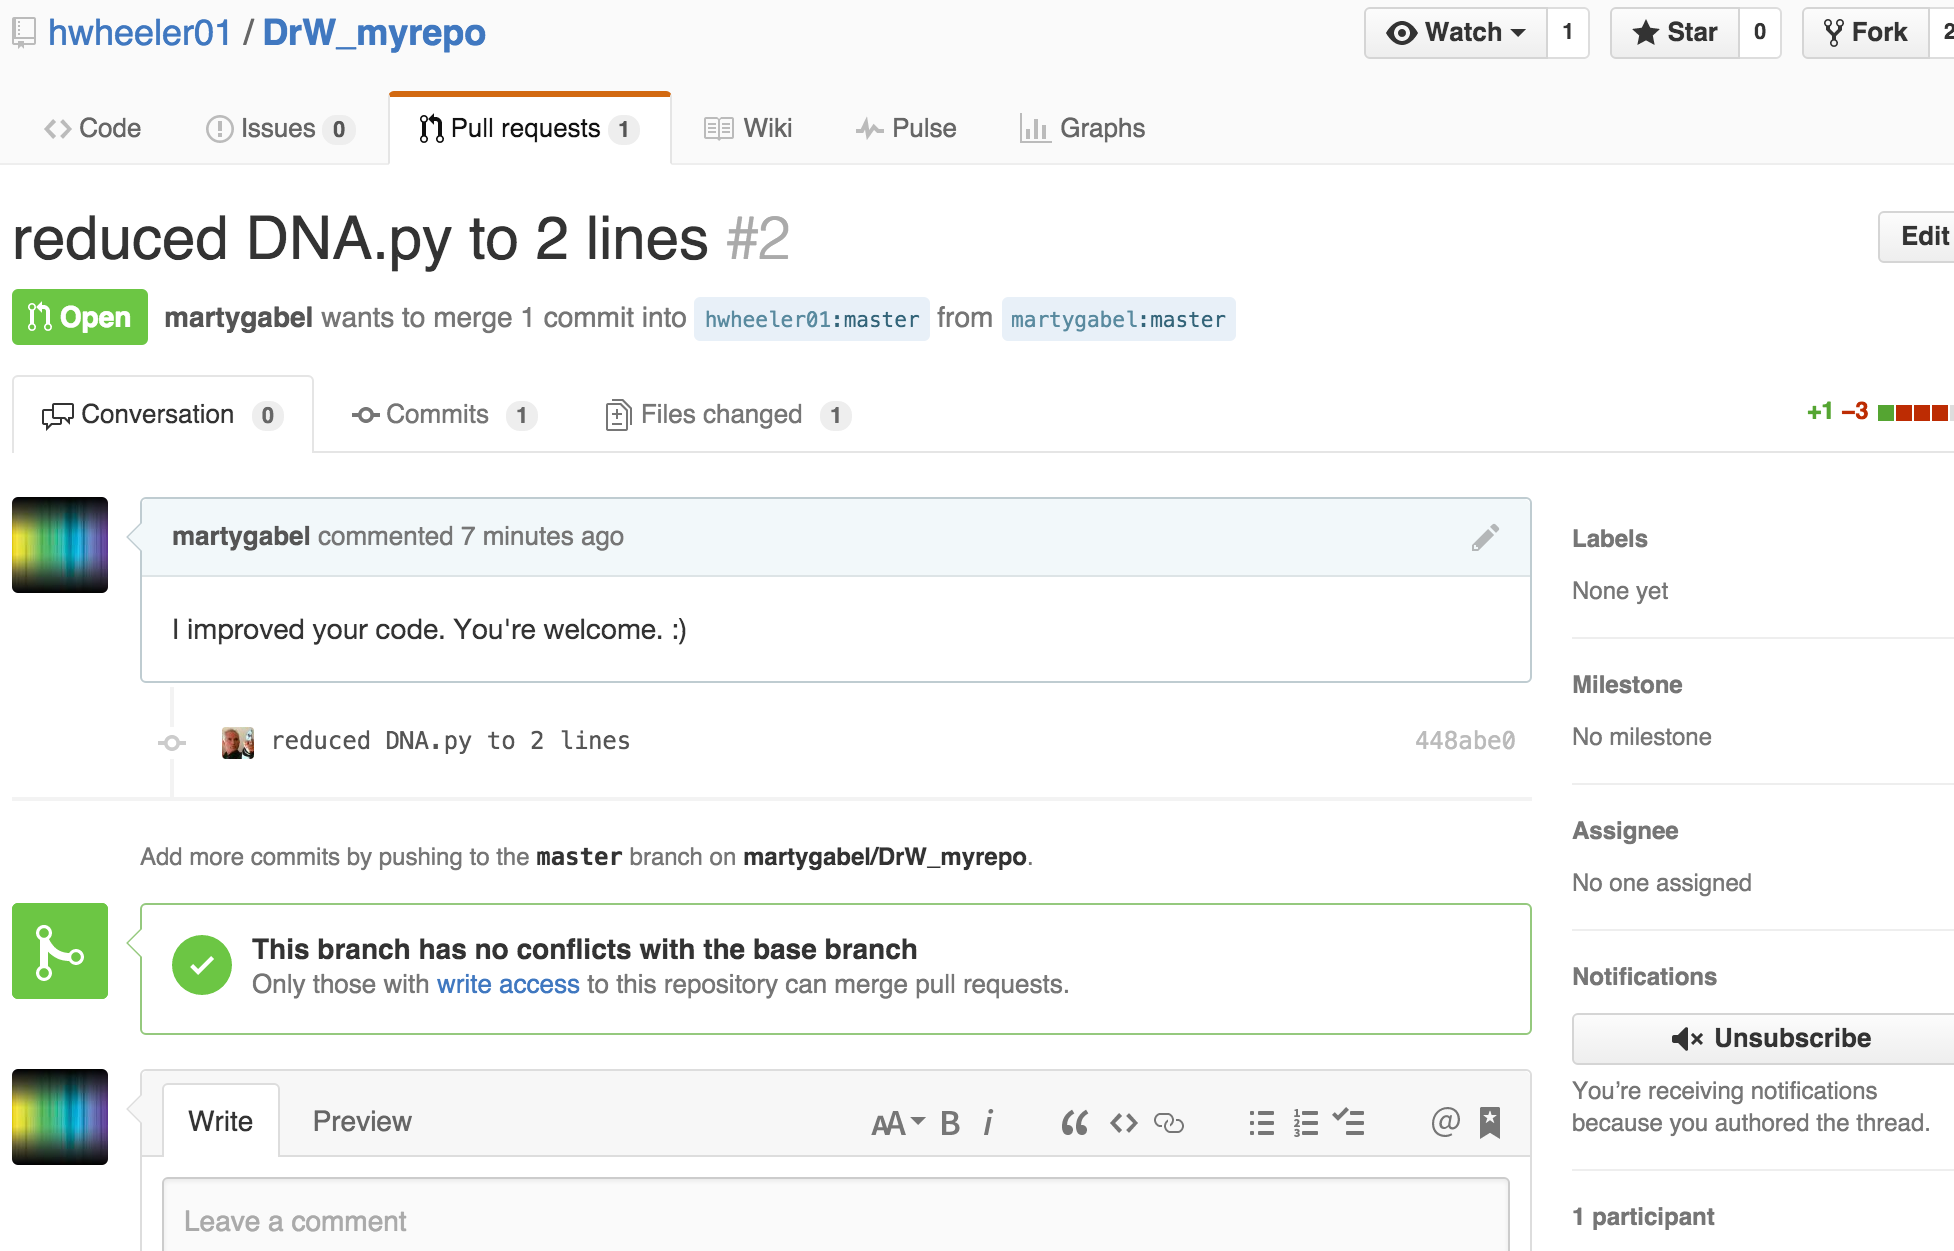 hwheeler01 / DrW_myrepo
Watch 1 Star 0 Fork 2
Code Issues 0 Pull requests 1 Wiki Pulse Graphs
reduced DNA.py to 2 lines #2
Edit
Open martygabel wants to merge 1 commit into hwheeler01:master from martygabel:master
Conversation 0 Commits 1 Files changed 1
+1 −3
martygabel commented 7 minutes ago
I improved your code. You're welcome. :)
reduced DNA.py to 2 lines 448abe0
Add more commits by pushing to the master branch on martygabel/DrW_myrepo.
This branch has no conflicts with the base branch
Only those with write access to this repository can merge pull requests.
Write Preview AA B i “ <> @
Leave a comment
Labels
None yet
Milestone
No milestone
Assignee
No one assigned
Notifications
Unsubscribe
You’re receiving notifications
because you authored the thread.
1 participant